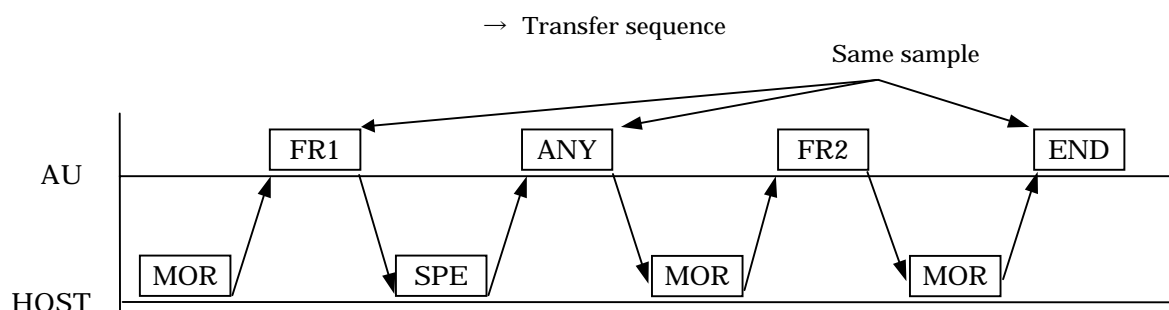 → Transfer sequence
Same sample
FR1 ANY FR2 END
AU
MOR SPE MOR MOR
HOST